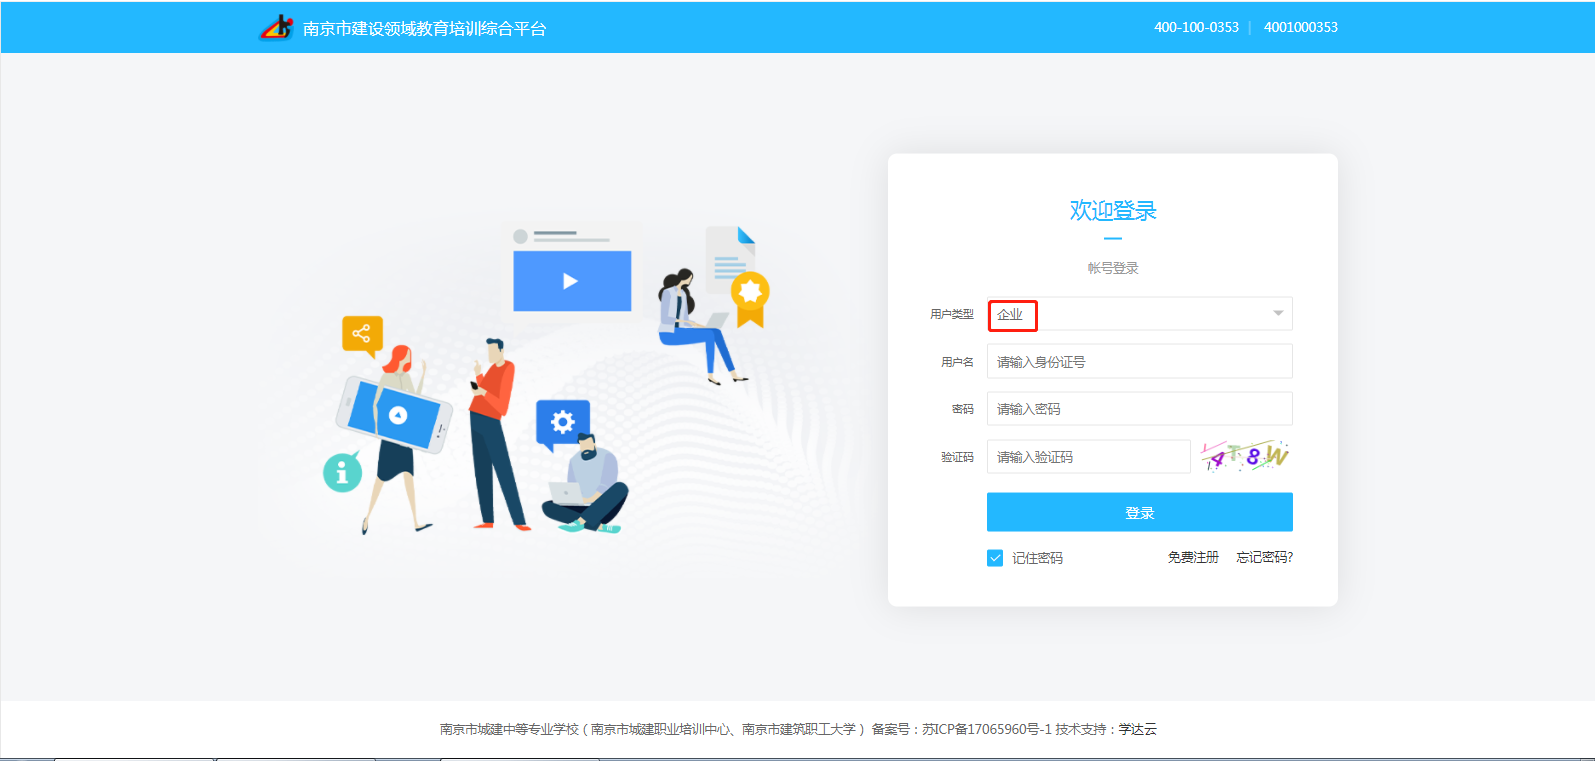 南京市建设领域教育培训综合平台
400-100-0353 | 4001000353
欢迎登录
帐号登录
用户类型 企业
用户名 请输入身份证号
密码 请输入密码
验证码 请输入验证码 4T8W
登录
记住密码 免费注册 忘记密码?
南京市城建中等专业学校（南京市城建职业培训中心、南京市建筑职工大学） 备案号：苏ICP备17065960号-1 技术支持：学达云